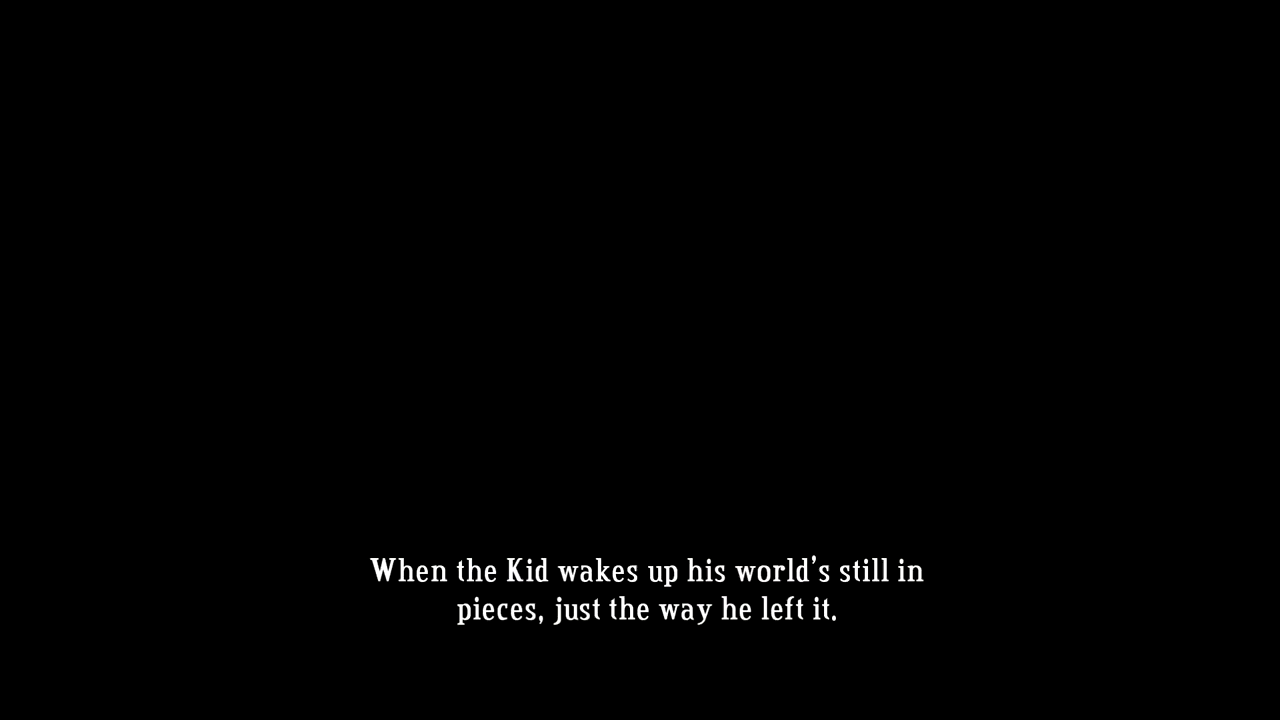 When the Kid wakes up his world's still in
pieces, just the way he left it.